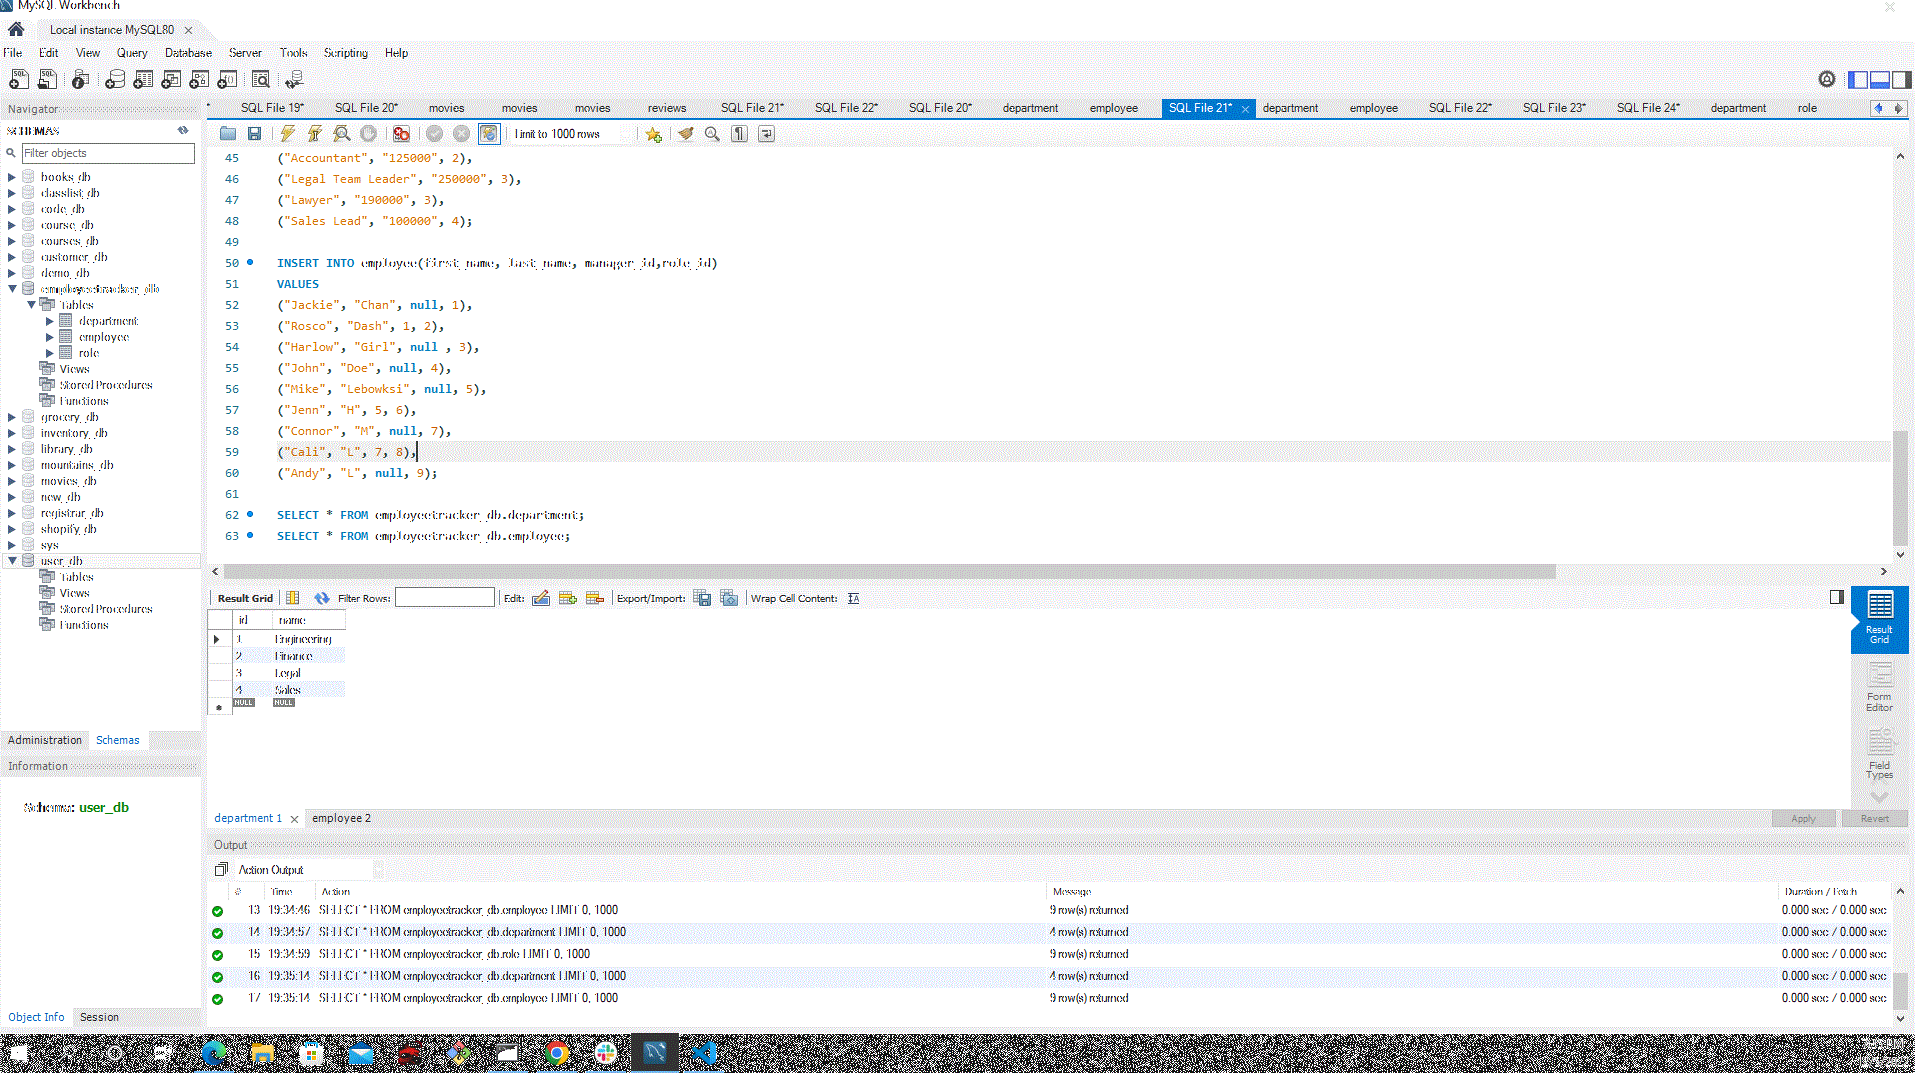 MySQL Workbench
Local instance MySQL80
File Edit View Query Database Server Tools Scripting Help
Navigator
SCHEMAS
Filter objects
books_db
classlist_db
code_db
course_db
courses_db
customer_db
demo_db
employeetracker_db
Tables
department
employee
role
Views
Stored Procedures
Functions
grocery_db
inventory_db
library_db
mountains_db
movies_db
new_db
registrar_db
shopify_db
sys
user_db
Tables
Views
Stored Procedures
Functions
Administration Schemas
Information
Schema: user_db
Object Info Session
SQL File 19* SQL File 20* movies movies movies reviews SQL File 21* SQL File 22* SQL File 20* department employee SQL File 21* department employee SQL File 22* SQL File 23* SQL File 24* department role
Limit to 1000 rows
45 ("Accountant", "125000", 2),
46 ("Legal Team Leader", "250000", 3),
47 ("Lawyer", "190000", 3),
48 ("Sales Lead", "100000", 4);
49
50 INSERT INTO employee(first_name, last_name, manager_id,role_id)
51 VALUES
52 ("Jackie", "Chan", null, 1),
53 ("Rosco", "Dash", 1, 2),
54 ("Harlow", "Girl", null , 3),
55 ("John", "Doe", null, 4),
56 ("Mike", "Lebowksi", null, 5),
57 ("Jenn", "H", 5, 6),
58 ("Connor", "M", null, 7),
59 ("Cali", "L", 7, 8),
60 ("Andy", "L", null, 9);
61
62 SELECT * FROM employeetracker_db.department;
63 SELECT * FROM employeetracker_db.employee;
Result Grid Filter Rows: Edit: Export/Import: Wrap Cell Content:
id name
1 Engineering
2 Finance
3 Legal
4 Sales
NULL NULL
Result Grid
Form Editor
Field Types
department 1 employee 2
Apply Revert
Output
Action Output
# Time Action Message Duration / Fetch
13 19:34:46 SELECT * FROM employeetracker_db.employee LIMIT 0, 1000 9 row(s) returned 0.000 sec / 0.000 sec
14 19:34:57 SELECT * FROM employeetracker_db.department LIMIT 0, 1000 4 row(s) returned 0.000 sec / 0.000 sec
15 19:34:59 SELECT * FROM employeetracker_db.role LIMIT 0, 1000 9 row(s) returned 0.000 sec / 0.000 sec
16 19:35:14 SELECT * FROM employeetracker_db.department LIMIT 0, 1000 4 row(s) returned 0.000 sec / 0.000 sec
17 19:35:14 SELECT * FROM employeetracker_db.employee LIMIT 0, 1000 9 row(s) returned 0.000 sec / 0.000 sec